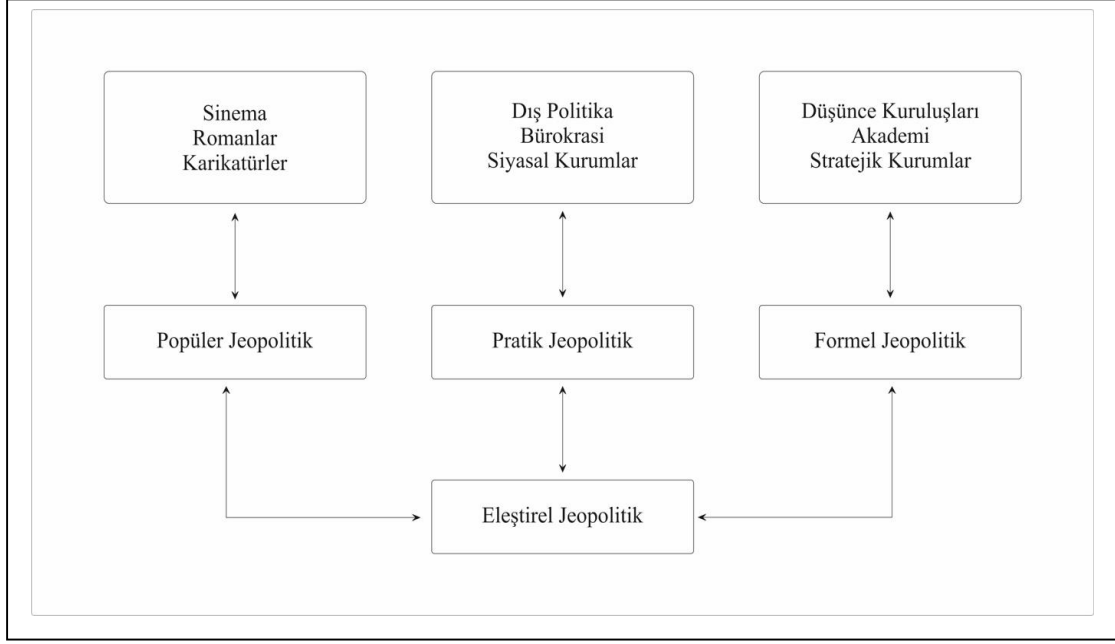 Sinema
Romanlar
Karikatürler
Dış Politika
Bürokrasi
Siyasal Kurumlar
Düşünce Kuruluşları
Akademi
Stratejik Kurumlar
Popüler Jeopolitik
Pratik Jeopolitik
Formel Jeopolitik
Eleştirel Jeopolitik